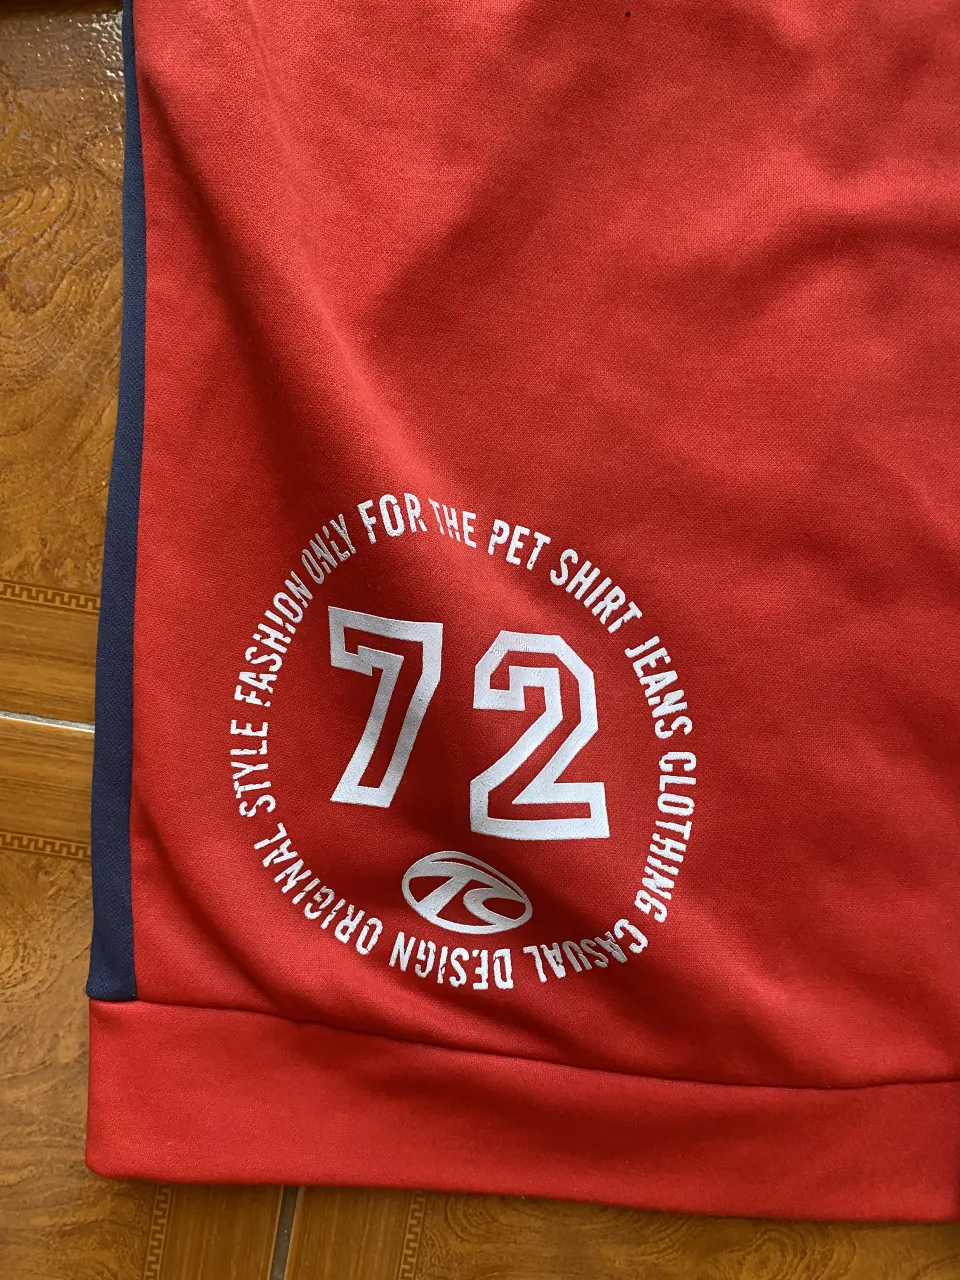 ONLY FOR THE PET SHIRT JEANS CLOTHING CASUAL DESIGN ORIGINAL STYLE FASHION
72